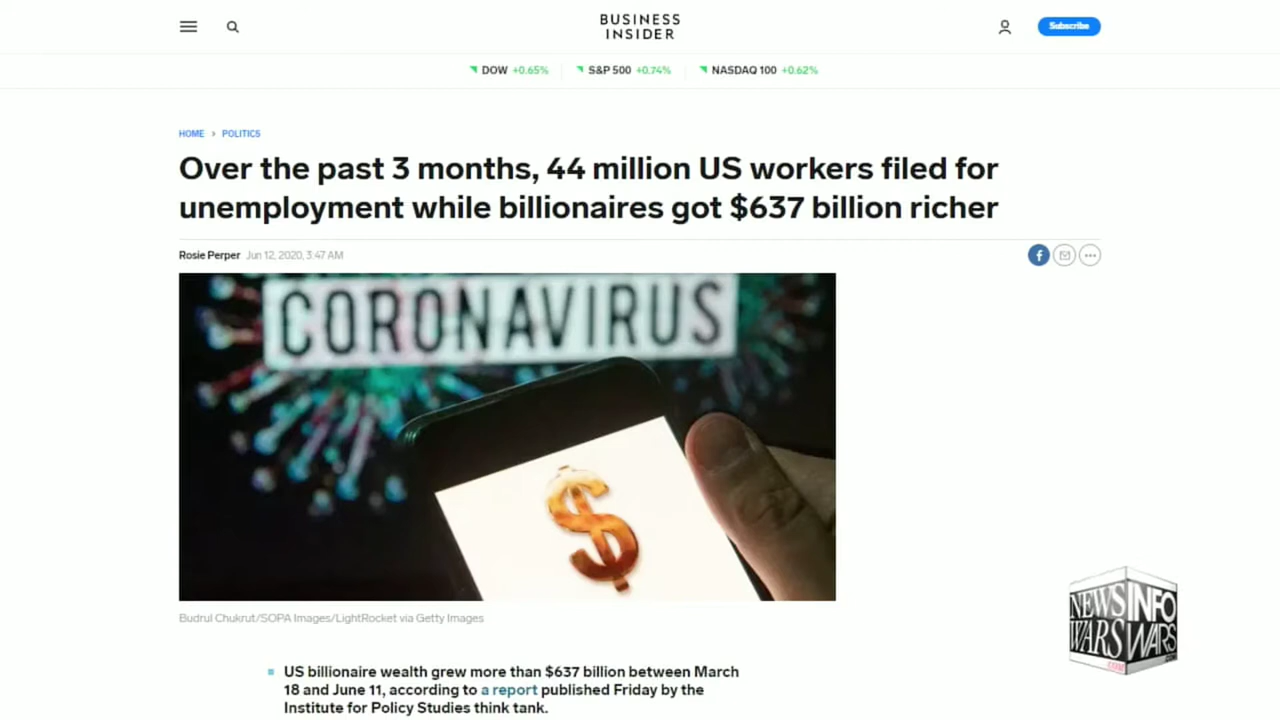 BUSINESS
INSIDER
Subscribe
DOW +0.65% S&P 500 +0.74% NASDAQ 100 +0.62%
HOME > POLITICS
Over the past 3 months, 44 million US workers filed for
unemployment while billionaires got $637 billion richer
Rosie Perper Jun 12, 2020, 3:47 AM
CORONAVIRUS
$
Budrul Chukrut/SOPA Images/LightRocket via Getty Images
NEWS
WARS
.COM
INFO
WARS
.COM
US billionaire wealth grew more than $637 billion between March
18 and June 11, according to a report published Friday by the
Institute for Policy Studies think tank.